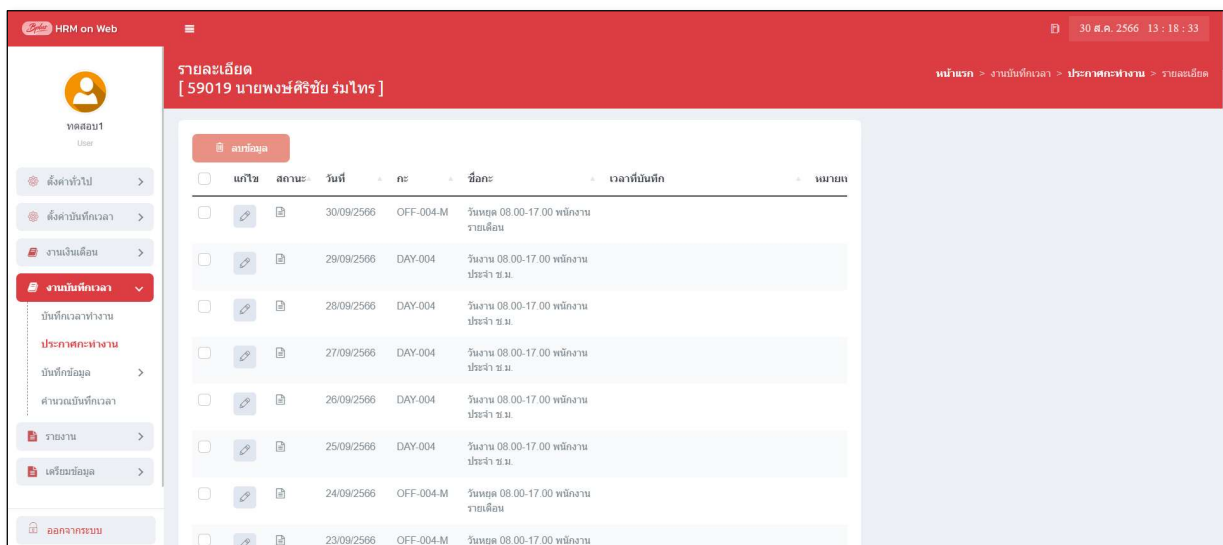 Belex HRM on Web
30 ส.ค. 2566 13 : 18 : 33
รายละเอียด
[ 59019 นายพงษ์ศิริชัย ร่มไทร ]
หน้าแรก > งานบันทึกเวลา > ประกาศกะทำงาน > รายละเอียด
ทดสอบ1
User
ตั้งค่าทั่วไป
ตั้งค่าบันทึกเวลา
งานเงินเดือน
งานบันทึกเวลา
บันทึกเวลาทำงาน
ประกาศกะทำงาน
บันทึกข้อมูล
คำนวณบันทึกเวลา
รายงาน
เตรียมข้อมูล
ออกจากระบบ
ลบข้อมูล
แก้ไข สถานะ วันที่ กะ ชื่อกะ เวลาที่บันทึก หมายเ
30/09/2566 OFF-004-M วันหยุด 08.00-17.00 พนักงาน
รายเดือน
29/09/2566 DAY-004 วันงาน 08.00-17.00 พนักงาน
ประจำ ช.ม.
28/09/2566 DAY-004 วันงาน 08.00-17.00 พนักงาน
ประจำ ช.ม.
27/09/2566 DAY-004 วันงาน 08.00-17.00 พนักงาน
ประจำ ช.ม.
26/09/2566 DAY-004 วันงาน 08.00-17.00 พนักงาน
ประจำ ช.ม.
25/09/2566 DAY-004 วันงาน 08.00-17.00 พนักงาน
ประจำ ช.ม.
24/09/2566 OFF-004-M วันหยุด 08.00-17.00 พนักงาน
รายเดือน
23/09/2566 OFF-004-M วันหยุด 08.00-17.00 พนักงาน